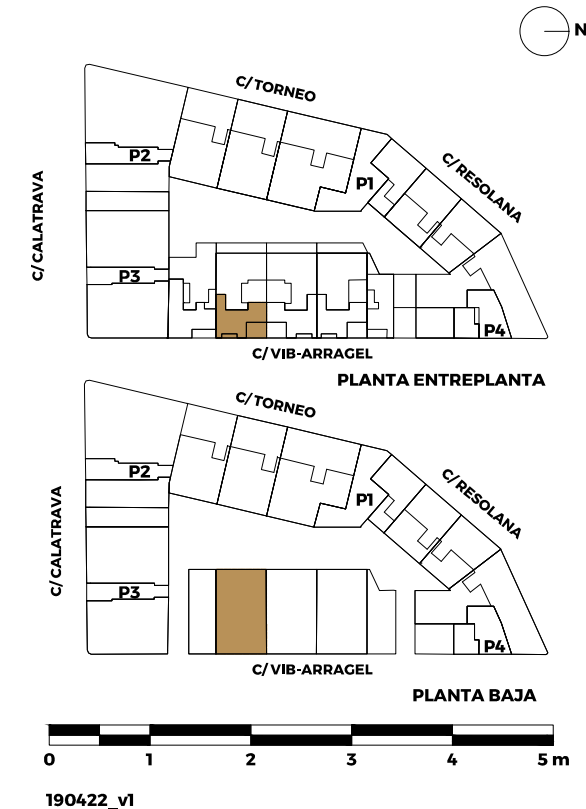 N
C/ TORNEO
P2
C/ RESOLANA
P1
C/ CALATRAVA
P3
P4
C/ VIB-ARRAGEL
PLANTA ENTREPLANTA
C/ TORNEO
P2
C/ RESOLANA
P1
C/ CALATRAVA
P3
P4
C/ VIB-ARRAGEL
PLANTA BAJA
0 1 2 3 4 5 m
190422_v1